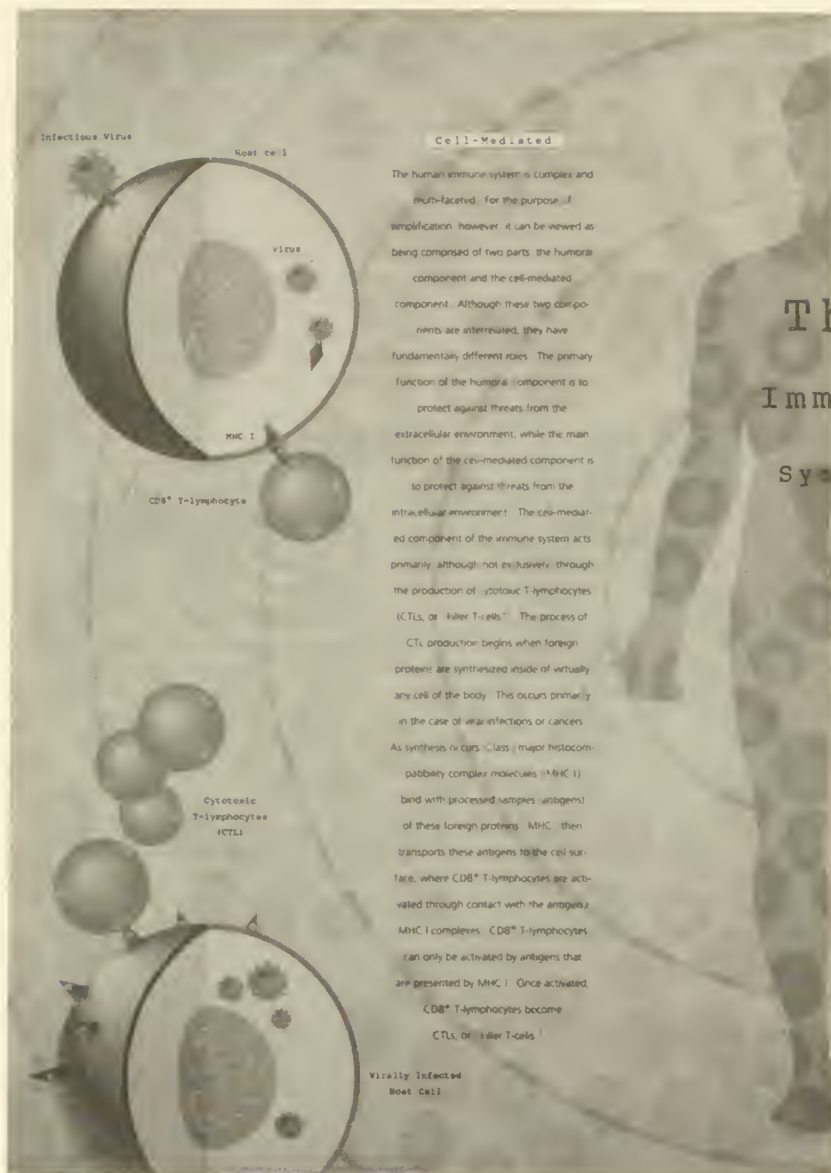 Infectious Virus
Host cell
Virus
MHC I
CD8⁺ T-lymphocyte
Cytotoxic
T-lymphocytes
(CTL)
Virally Infected
Host Cell
Cell-Mediated
The human immune system is complex and
multi-faceted. For the purpose of
simplification, however, it can be viewed as
being comprised of two parts: the humoral
component and the cell-mediated
component. Although these two compo-
nents are interrelated, they have
fundamentally different roles. The primary
function of the humoral component is to
protect against threats from the
extracellular environment, while the main
function of the cell-mediated component is
to protect against threats from the
intracellular environment. The cell-mediat-
ed component of the immune system acts
primarily, although not exclusively, through
the production of cytotoxic T-lymphocytes
(CTLs, or "killer T-cells"). The process of
CTL production begins when foreign
proteins are synthesized inside of virtually
any cell of the body. This occurs primarily
in the case of viral infections or cancers.
As synthesis occurs, Class I major histocom-
patibility complex molecules (MHC I)
bind with processed samples (antigens)
of these foreign proteins. MHC I then
transports these antigens to the cell sur-
face, where CD8⁺ T-lymphocytes are acti-
vated through contact with the antigen/
MHC I complexes. CD8⁺ T-lymphocytes
can only be activated by antigens that
are presented by MHC I. Once activated,
CD8⁺ T-lymphocytes become
CTLs, or "killer T-cells."
Th
Imm
Sys